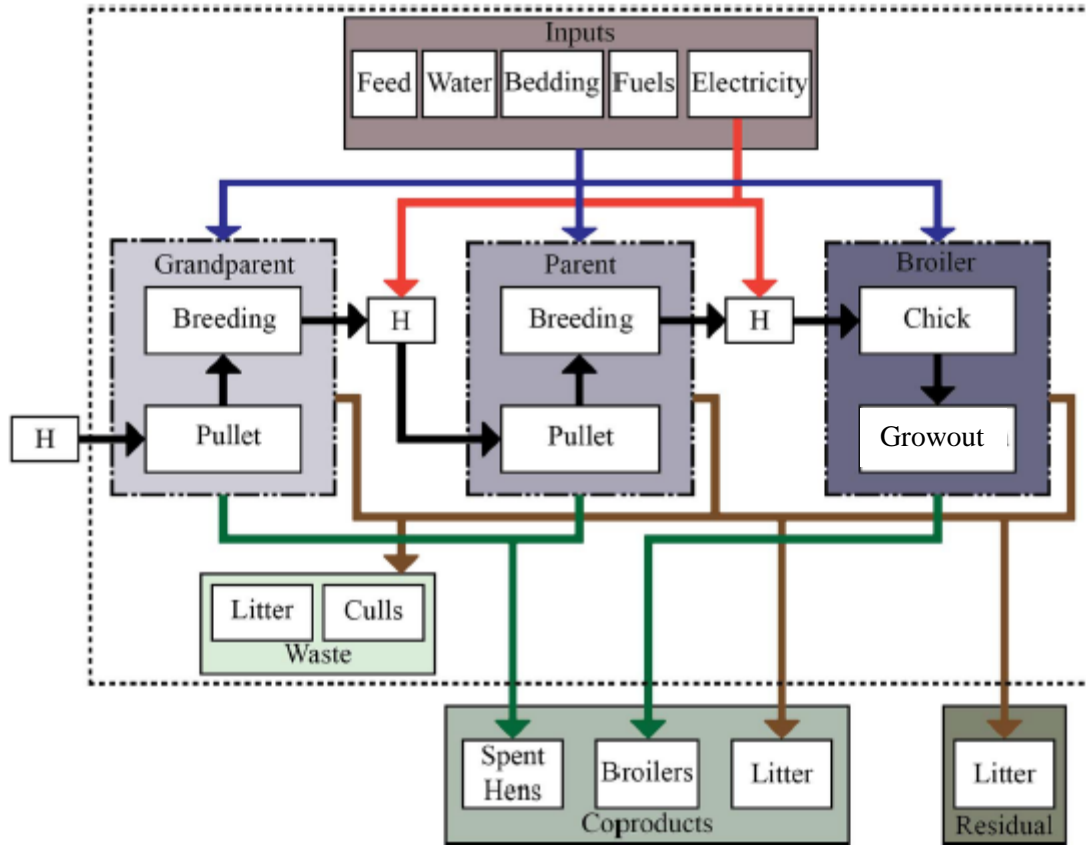 Inputs
Feed
Water
Bedding
Fuels
Electricity
Grandparent
Parent
Broiler
Breeding
H
Breeding
H
Chick
H
Pullet
Pullet
Growout
Litter
Culls
Waste
Spent
Hens
Broilers
Litter
Coproducts
Litter
Residual